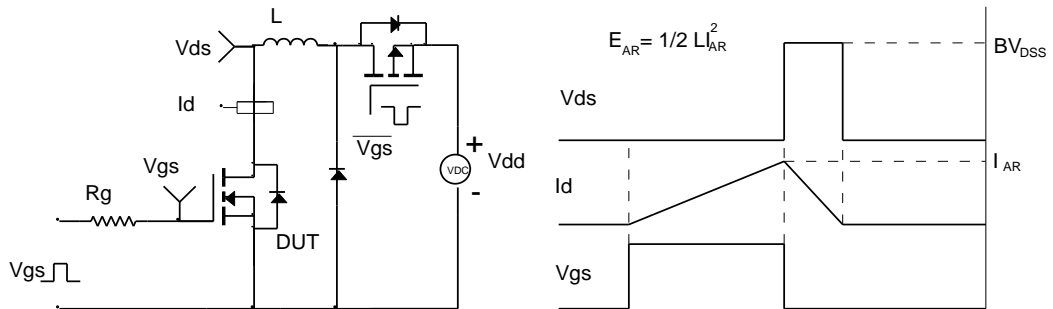 L
Vds
Id
Vgs
Rg
DUT
Vgs
Vgs
+
VDC
Vdd
-
E_AR = 1/2 LI_AR^2
BV_DSS
Vds
I_AR
Id
Vgs